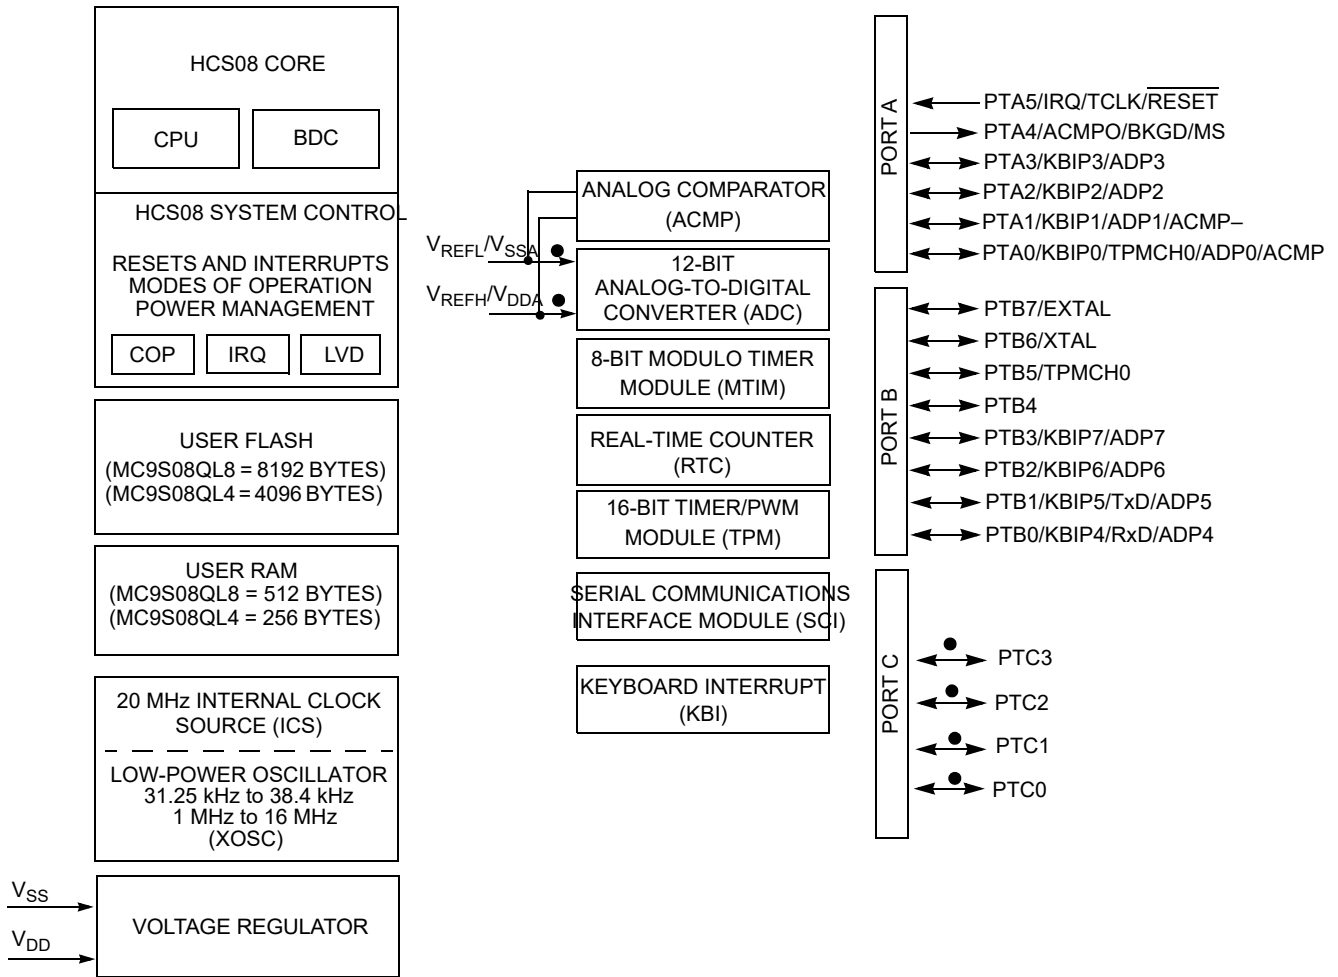 HCS08 CORE
CPU
BDC
HCS08 SYSTEM CONTROL
RESETS AND INTERRUPTS
MODES OF OPERATION
POWER MANAGEMENT
COP
IRQ
LVD
USER FLASH
(MC9S08QL8 = 8192 BYTES)
(MC9S08QL4 = 4096 BYTES)
USER RAM
(MC9S08QL8 = 512 BYTES)
(MC9S08QL4 = 256 BYTES)
20 MHz INTERNAL CLOCK
SOURCE (ICS)
LOW-POWER OSCILLATOR
31.25 kHz to 38.4 kHz
1 MHz to 16 MHz
(XOSC)
VSS
VDD
VOLTAGE REGULATOR
VREFL/VSSA
VREFH/VDDA
ANALOG COMPARATOR
(ACMP)
12-BIT
ANALOG-TO-DIGITAL
CONVERTER (ADC)
8-BIT MODULO TIMER
MODULE (MTIM)
REAL-TIME COUNTER
(RTC)
16-BIT TIMER/PWM
MODULE (TPM)
SERIAL COMMUNICATIONS
INTERFACE MODULE (SCI)
KEYBOARD INTERRUPT
(KBI)
PORT A
PTA5/IRQ/TCLK/RESET
PTA4/ACMPO/BKGD/MS
PTA3/KBIP3/ADP3
PTA2/KBIP2/ADP2
PTA1/KBIP1/ADP1/ACMP–
PTA0/KBIP0/TPMCH0/ADP0/ACMP
PORT B
PTB7/EXTAL
PTB6/XTAL
PTB5/TPMCH0
PTB4
PTB3/KBIP7/ADP7
PTB2/KBIP6/ADP6
PTB1/KBIP5/TxD/ADP5
PTB0/KBIP4/RxD/ADP4
PORT C
PTC3
PTC2
PTC1
PTC0